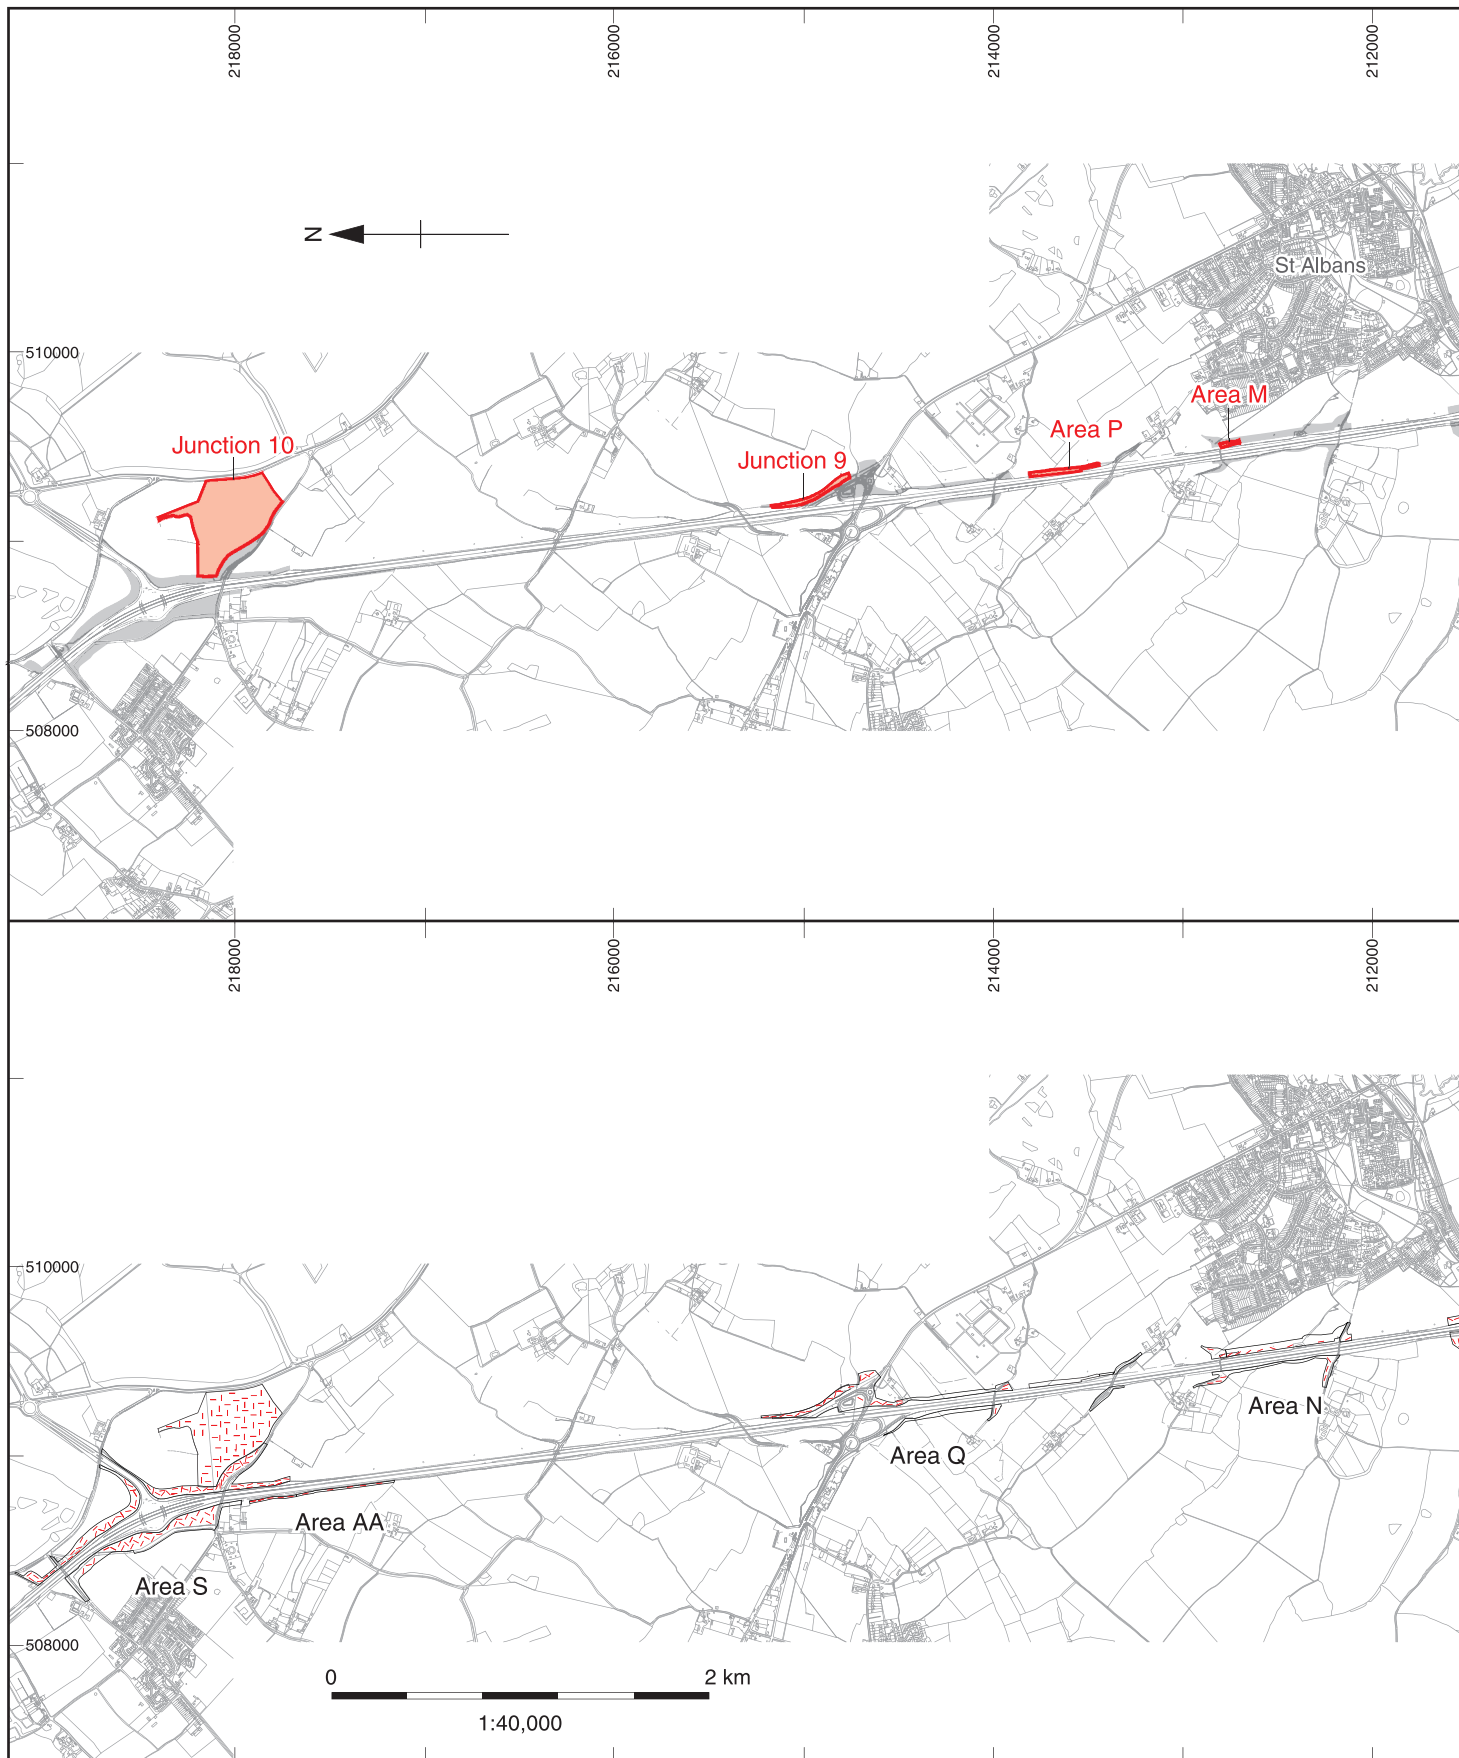 218000
216000
214000
212000
N
St Albans
510000
Area M
Area P
Junction 10
Junction 9
508000
218000
216000
214000
212000
510000
Area N
Area Q
Area AA
Area S
508000
0
2 km
1:40,000